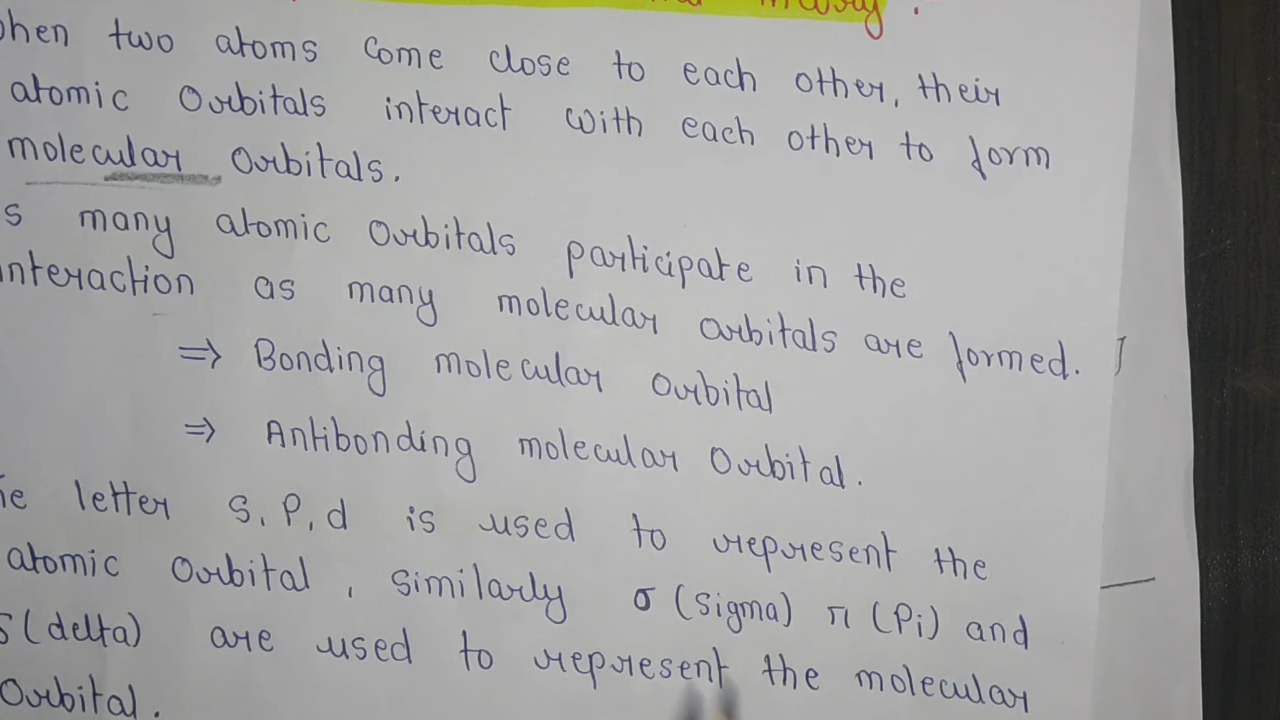 theory.
when two atoms come close to each other, their
atomic orbitals interact with each other to form
molecular orbitals.
s many atomic orbitals participate in the
interaction as many molecular orbitals are formed.
⇒ Bonding molecular orbital
⇒ Antibonding molecular orbital.
letter s, p, d is used to represent the
atomic orbital, similarly σ (sigma) π (Pi) and
δ (delta) are used to represent the molecular
orbital.